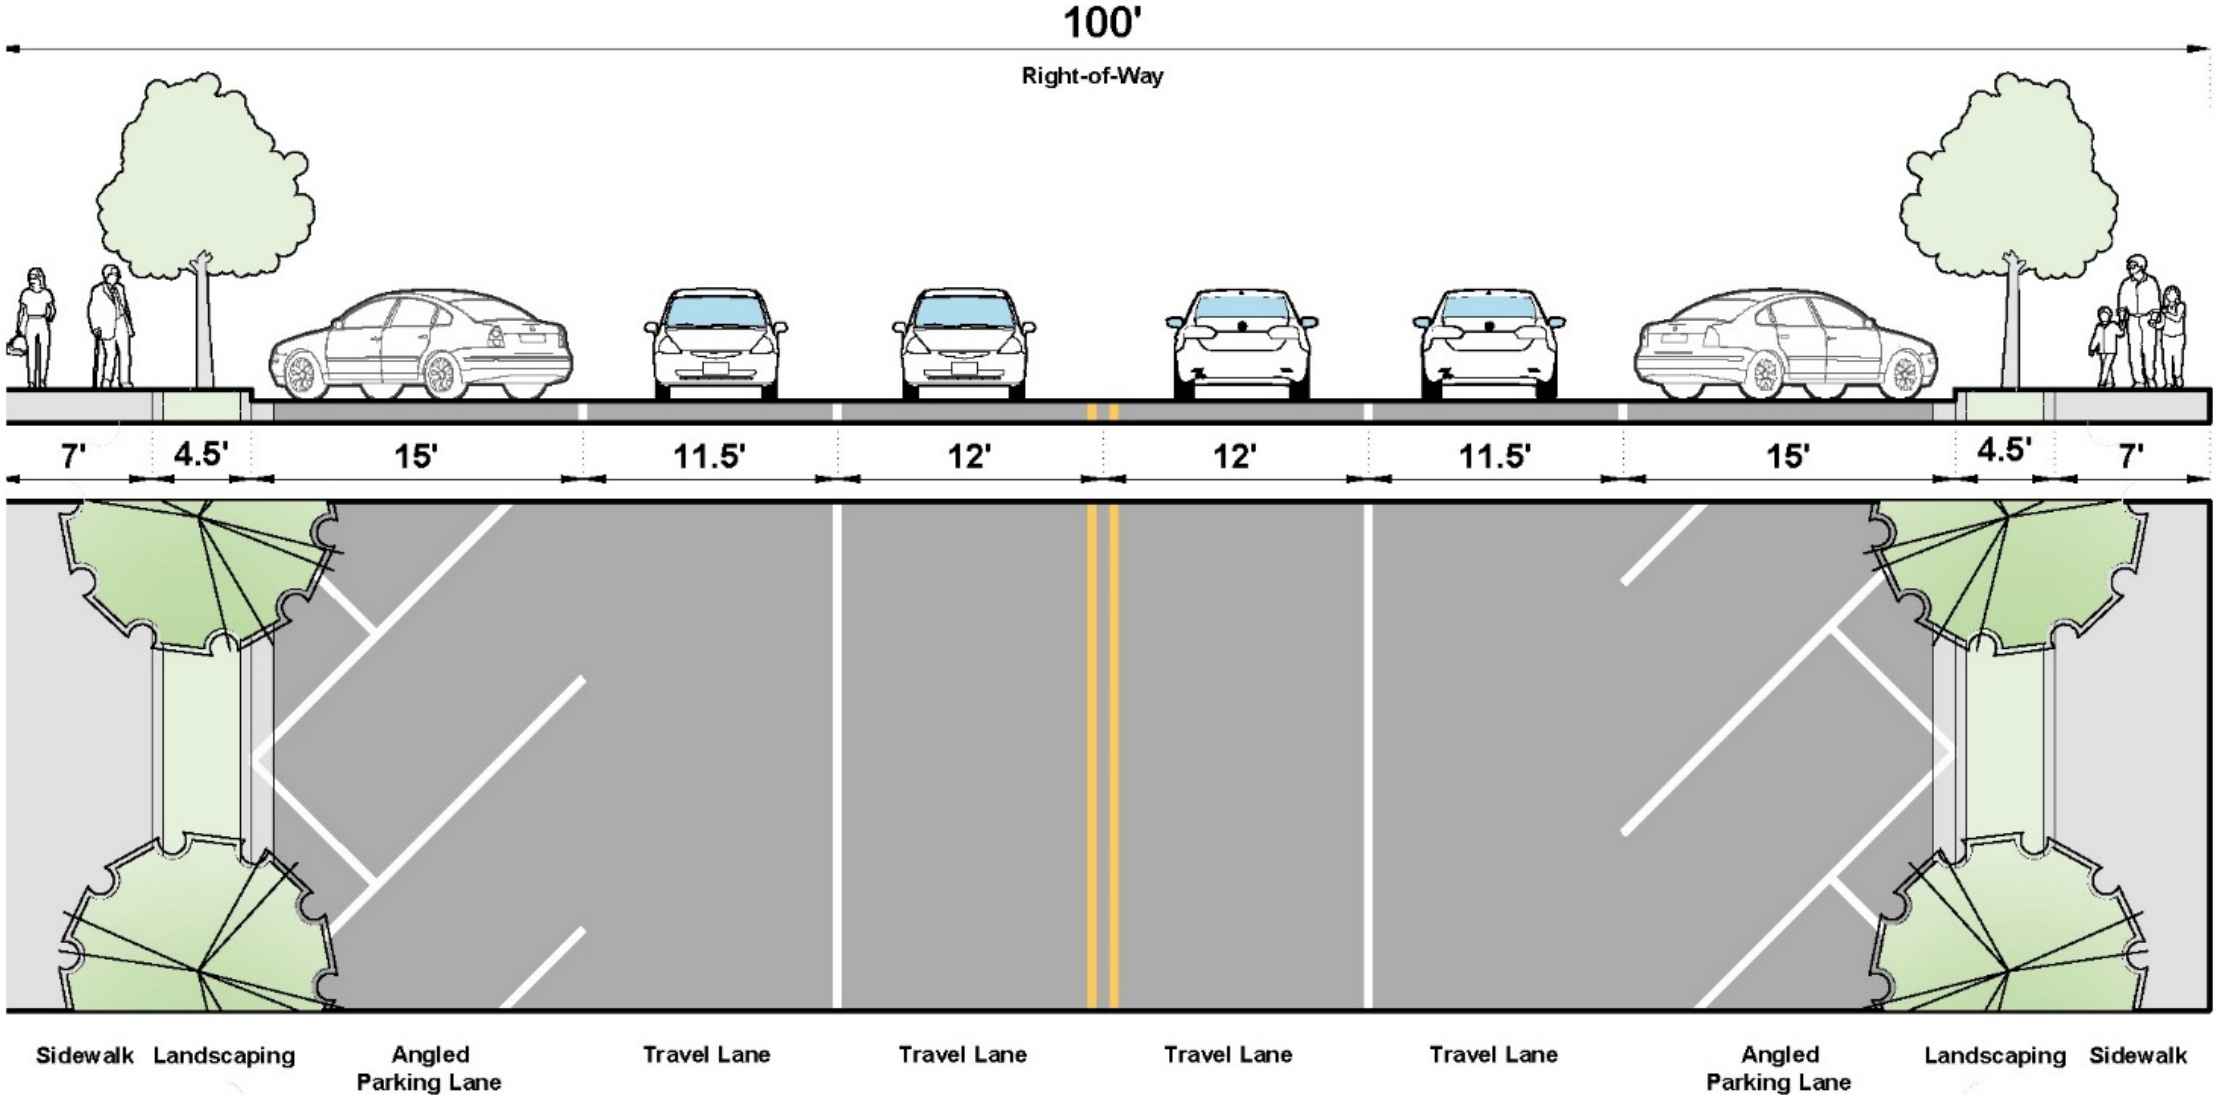 100'
Right-of-Way
7' 4.5' 15' 11.5' 12' 12' 11.5' 15' 4.5' 7'
Sidewalk Landscaping Angled Parking Lane Travel Lane Travel Lane Travel Lane Travel Lane Angled Parking Lane Landscaping Sidewalk